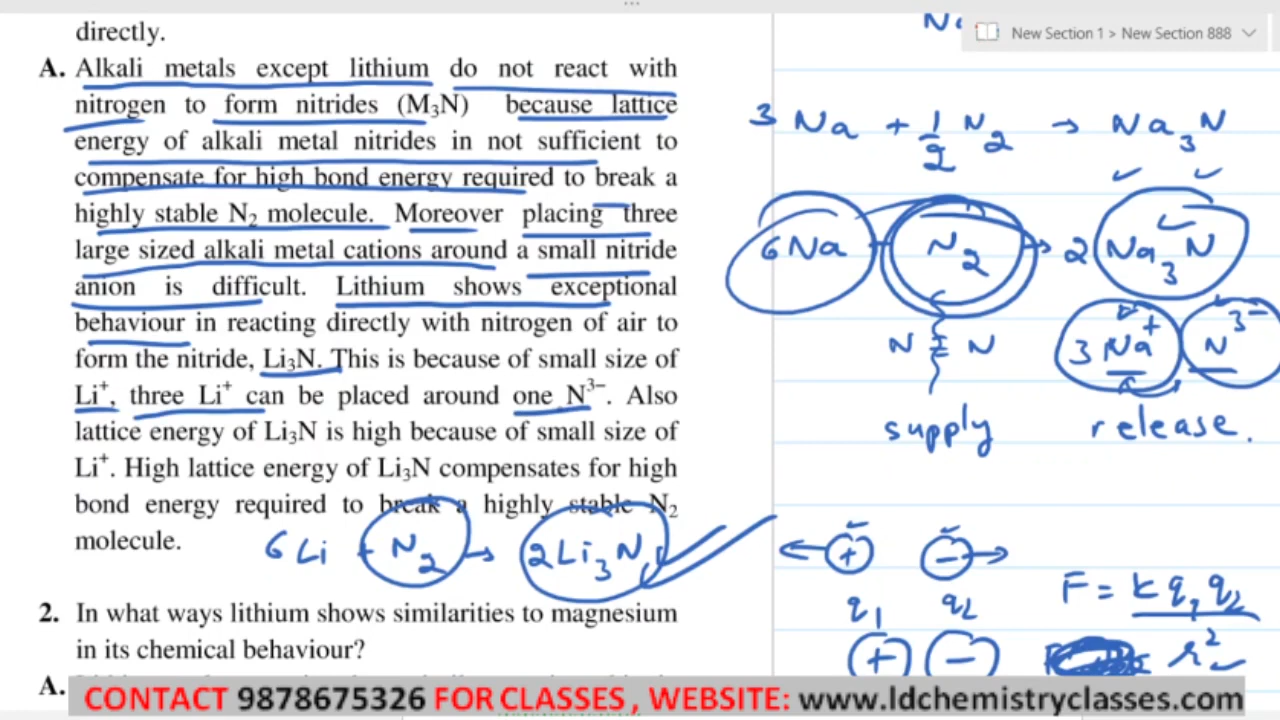 directly.
A. Alkali metals except lithium do not react with
nitrogen to form nitrides (M₃N) because lattice
energy of alkali metal nitrides in not sufficient to
compensate for high bond energy required to break a
highly stable N₂ molecule. Moreover placing three
large sized alkali metal cations around a small nitride
anion is difficult. Lithium shows exceptional
behaviour in reacting directly with nitrogen of air to
form the nitride, Li₃N. This is because of small size of
Li⁺, three Li⁺ can be placed around one N³⁻. Also
lattice energy of Li₃N is high because of small size of
Li⁺. High lattice energy of Li₃N compensates for high
bond energy required to break a highly stable N₂
molecule.
6Li + N₂ → 2Li₃N
2. In what ways lithium shows similarities to magnesium
in its chemical behaviour?
A.
New Section 1 > New Section 888
3Na + ½ N₂ → Na₃N
6Na + N₂ → 2Na₃N
N ≡ N 3Na⁺ N³⁻
supply release.
+ −
q₁ q₂
+ −
F = k q₁ q₂
r²
CONTACT 9878675326 FOR CLASSES , WEBSITE: www.ldchemistryclasses.com